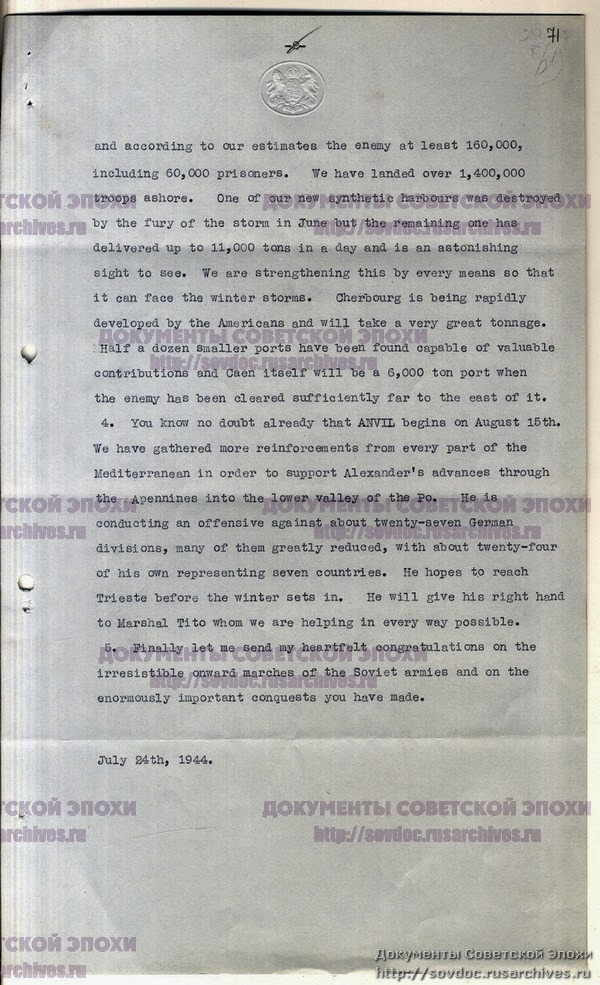 71
-2-
and according to our estimates the enemy at least 160,000,
including 60,000 prisoners. We have landed over 1,400,000
troops ashore. One of our new synthetic harbours was destroyed
by the fury of the storm in June but the remaining one has
delivered up to 11,000 tons in a day and is an astonishing
sight to see. We are strengthening this by every means so that
it can face the winter storms. Cherbourg is being rapidly
developed by the Americans and will take a very great tonnage.
Half a dozen smaller ports have been found capable of valuable
contributions and Caen itself will be a 6,000 ton port when
the enemy has been cleared sufficiently far to the east of it.
4. You know no doubt already that ANVIL begins on August 15th.
We have gathered more reinforcements from every part of the
Mediterranean in order to support Alexander's advances through
the Apennines into the lower valley of the Po. He is
conducting an offensive against about twenty-seven German
divisions, many of them greatly reduced, with about twenty-four
of his own representing seven countries. He hopes to reach
Trieste before the winter sets in. He will give his right hand
to Marshal Tito whom we are helping in every way possible.
5. Finally let me send my heartfelt congratulations on the
irresistible onward marches of the Soviet armies and on the
enormously important conquests you have made.
July 24th, 1944.
ДОКУМЕНТЫ СОВЕТСКОЙ ЭПОХИ
http://sovdoc.rusarchives.ru
Документы Советской Эпохи
http://sovdoc.rusarchives.ru